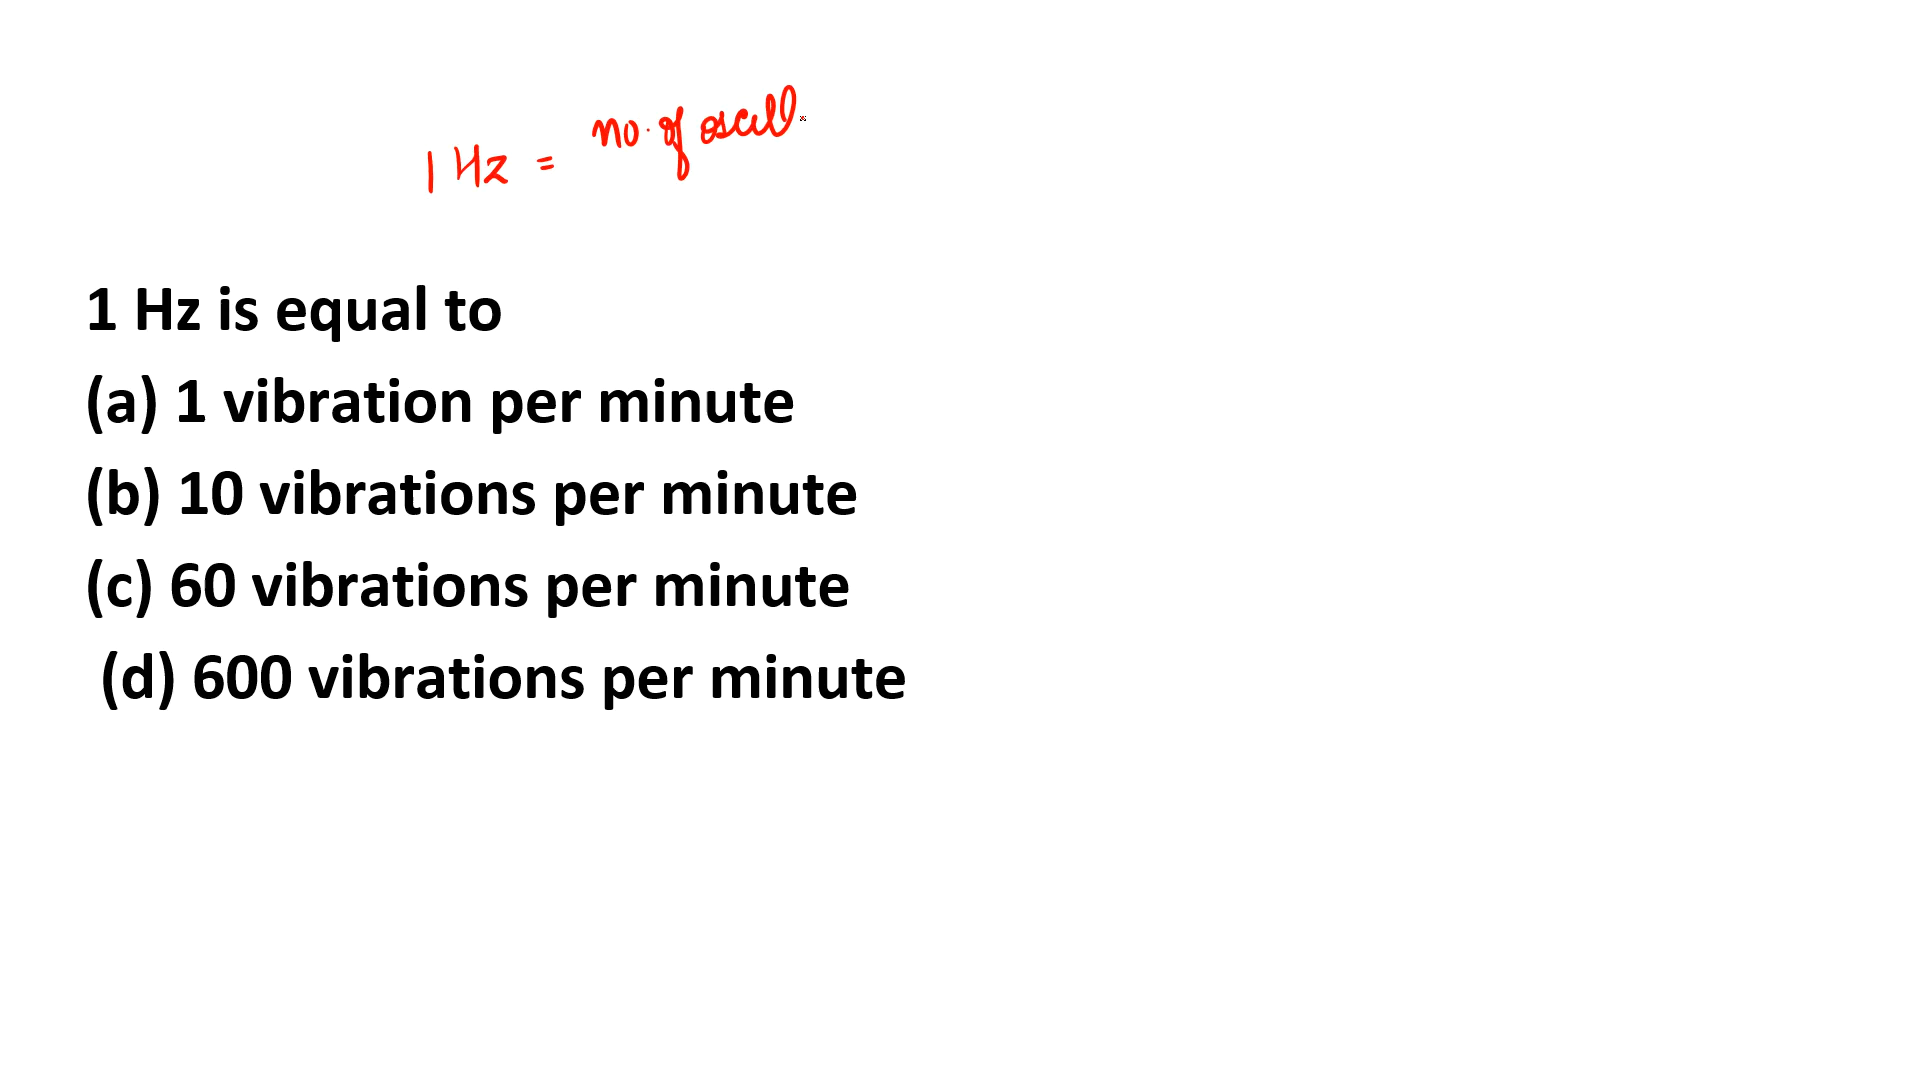 1 Hz = no. of oscill.
1 Hz is equal to
(a) 1 vibration per minute
(b) 10 vibrations per minute
(c) 60 vibrations per minute
(d) 600 vibrations per minute